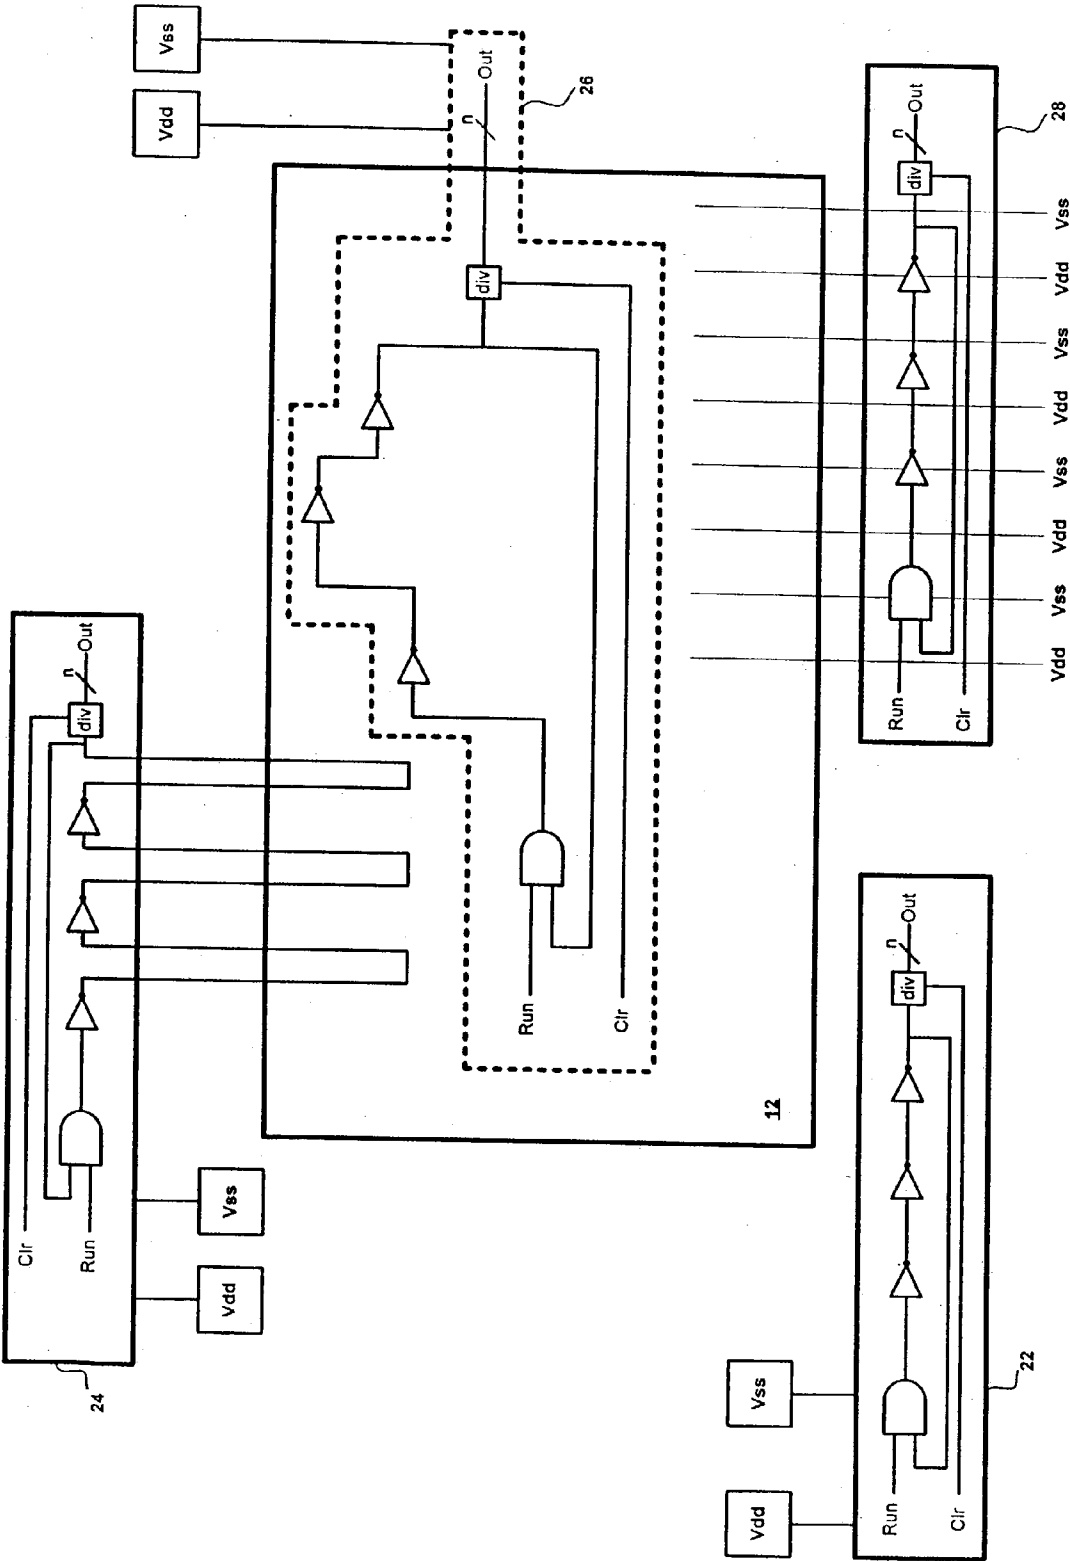 Vss
Vdd
n
Out
26
div
Run
Clr
12
Clr
Run
div
n
Out
24
Vss
Vdd
Run
Clr
div
n
Out
28
Vdd
Vss
Vdd
Vss
Vdd
Vss
Vdd
Vss
Vss
Vdd
Run
Clr
div
n
Out
22